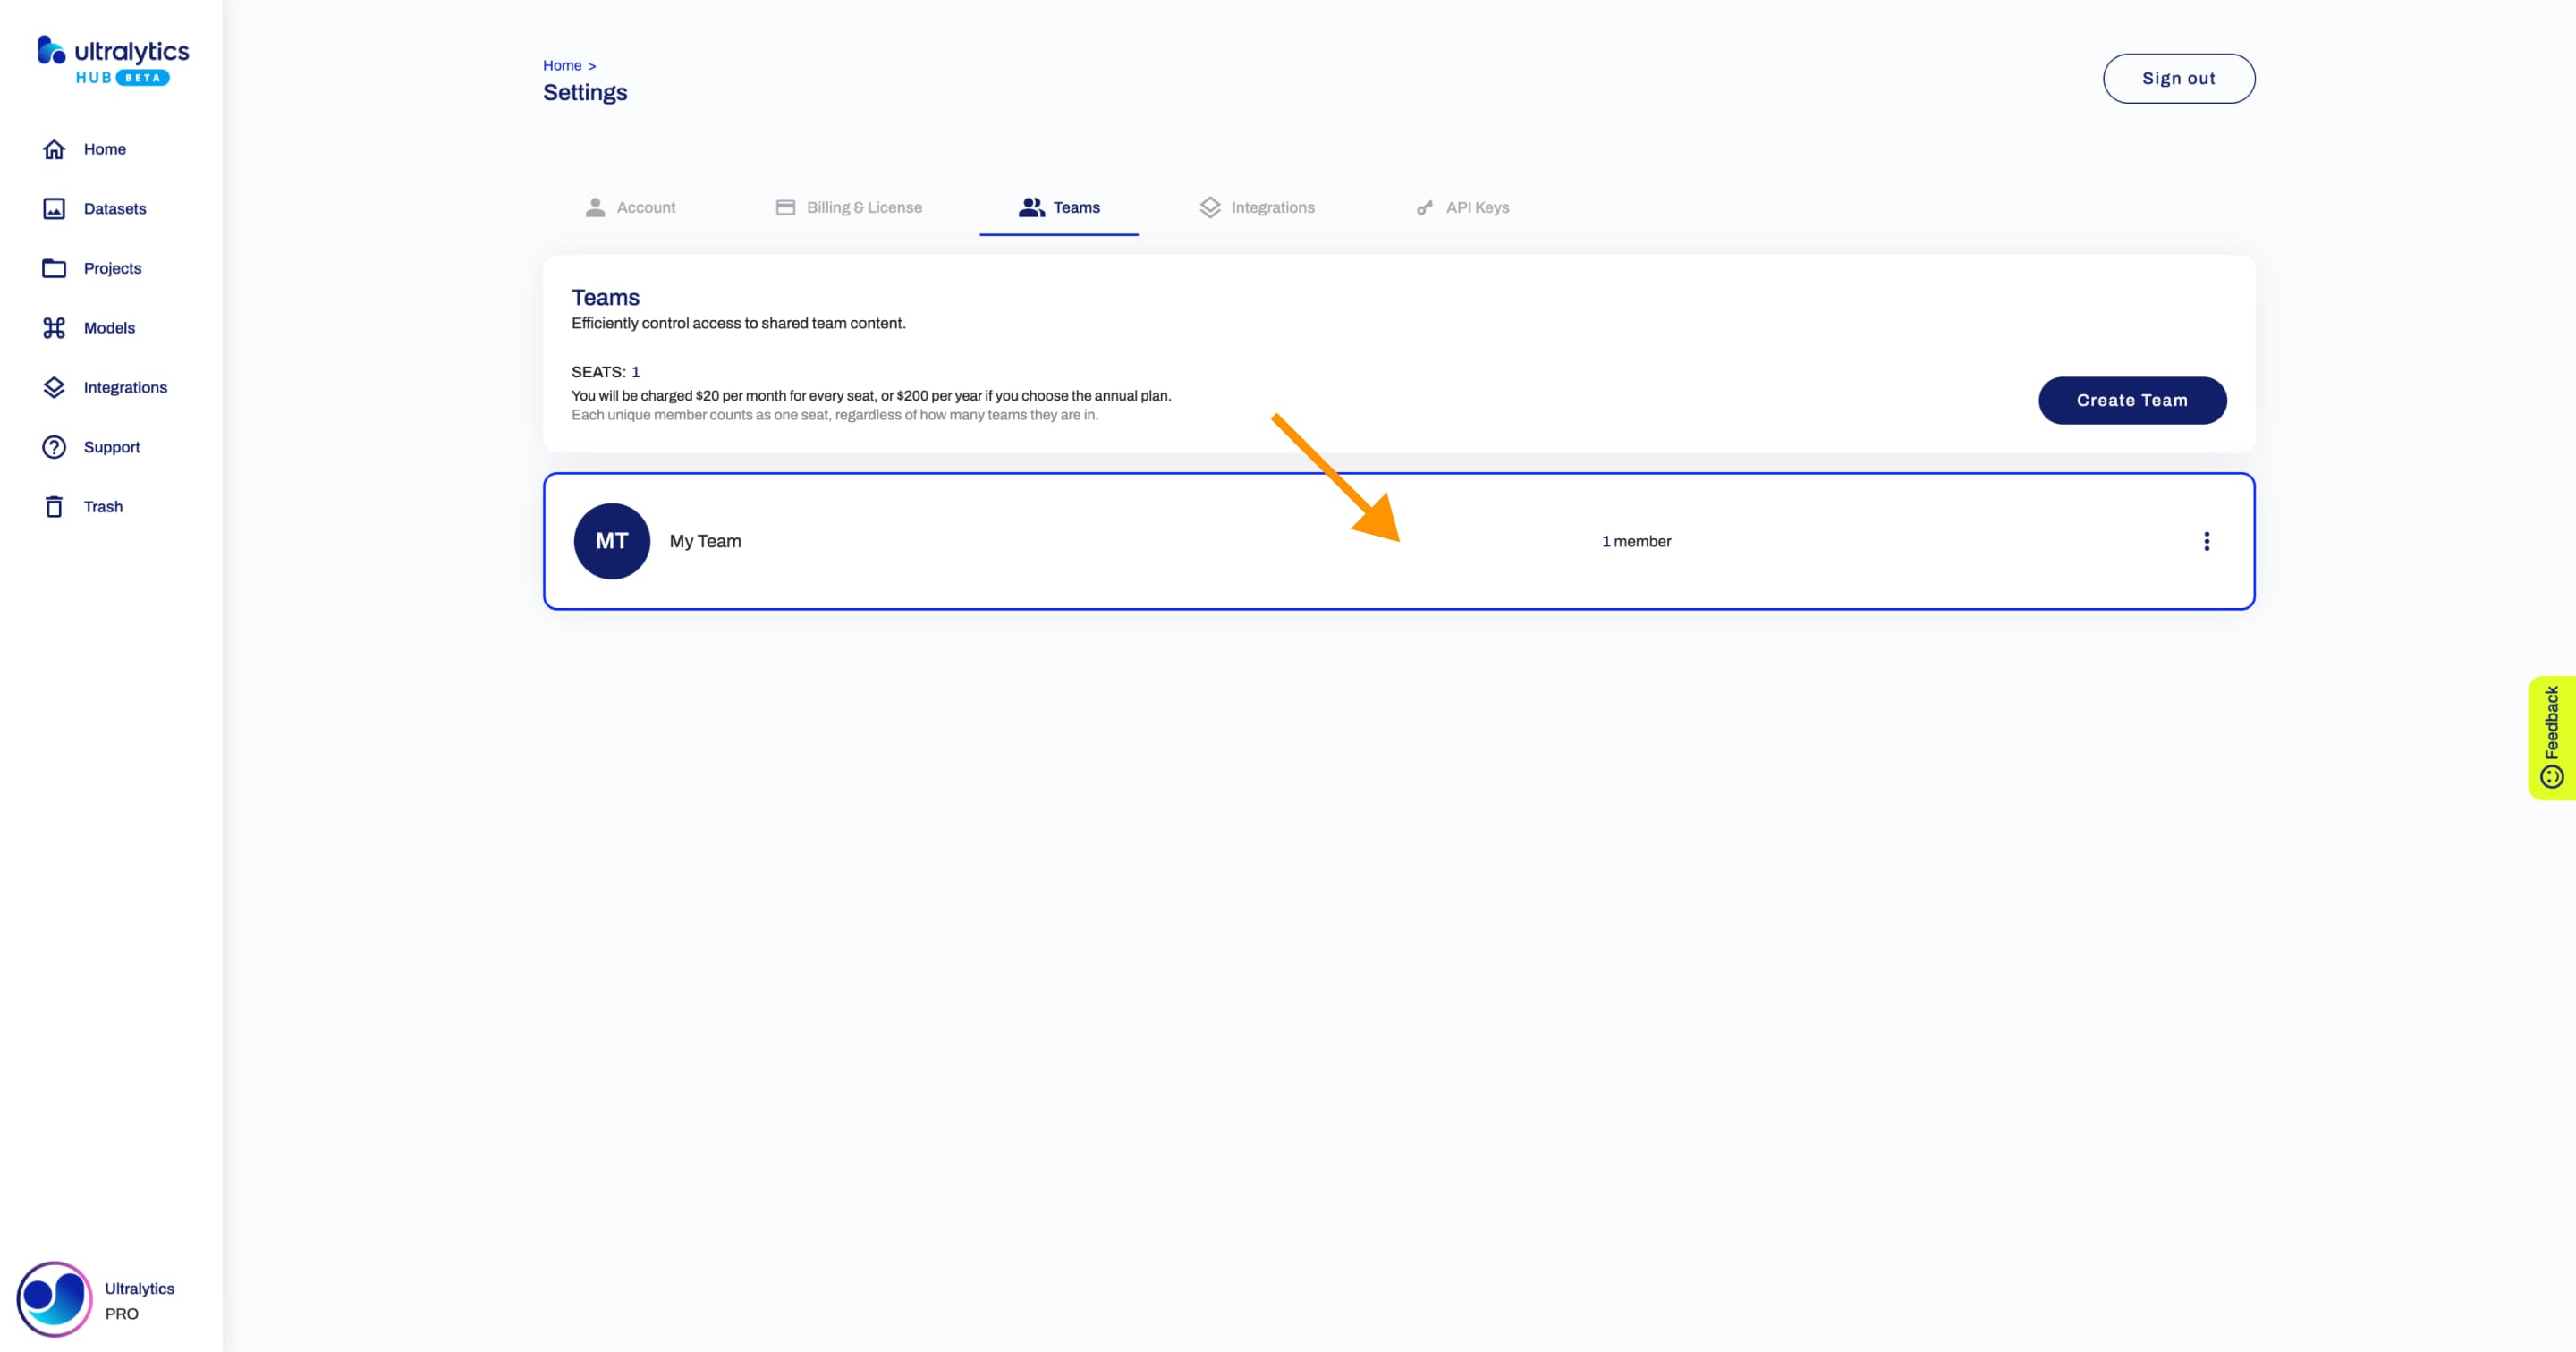 ultralytics
HUB BETA
Home
Datasets
Projects
Models
Integrations
Support
Trash
Ultralytics
PRO
Home >
Settings
Sign out
Account
Billing & License
Teams
Integrations
API Keys
Teams
Efficiently control access to shared team content.
SEATS: 1
You will be charged $20 per month for every seat, or $200 per year if you choose the annual plan.
Each unique member counts as one seat, regardless of how many teams they are in.
Create Team
MT
My Team
1 member
Feedback